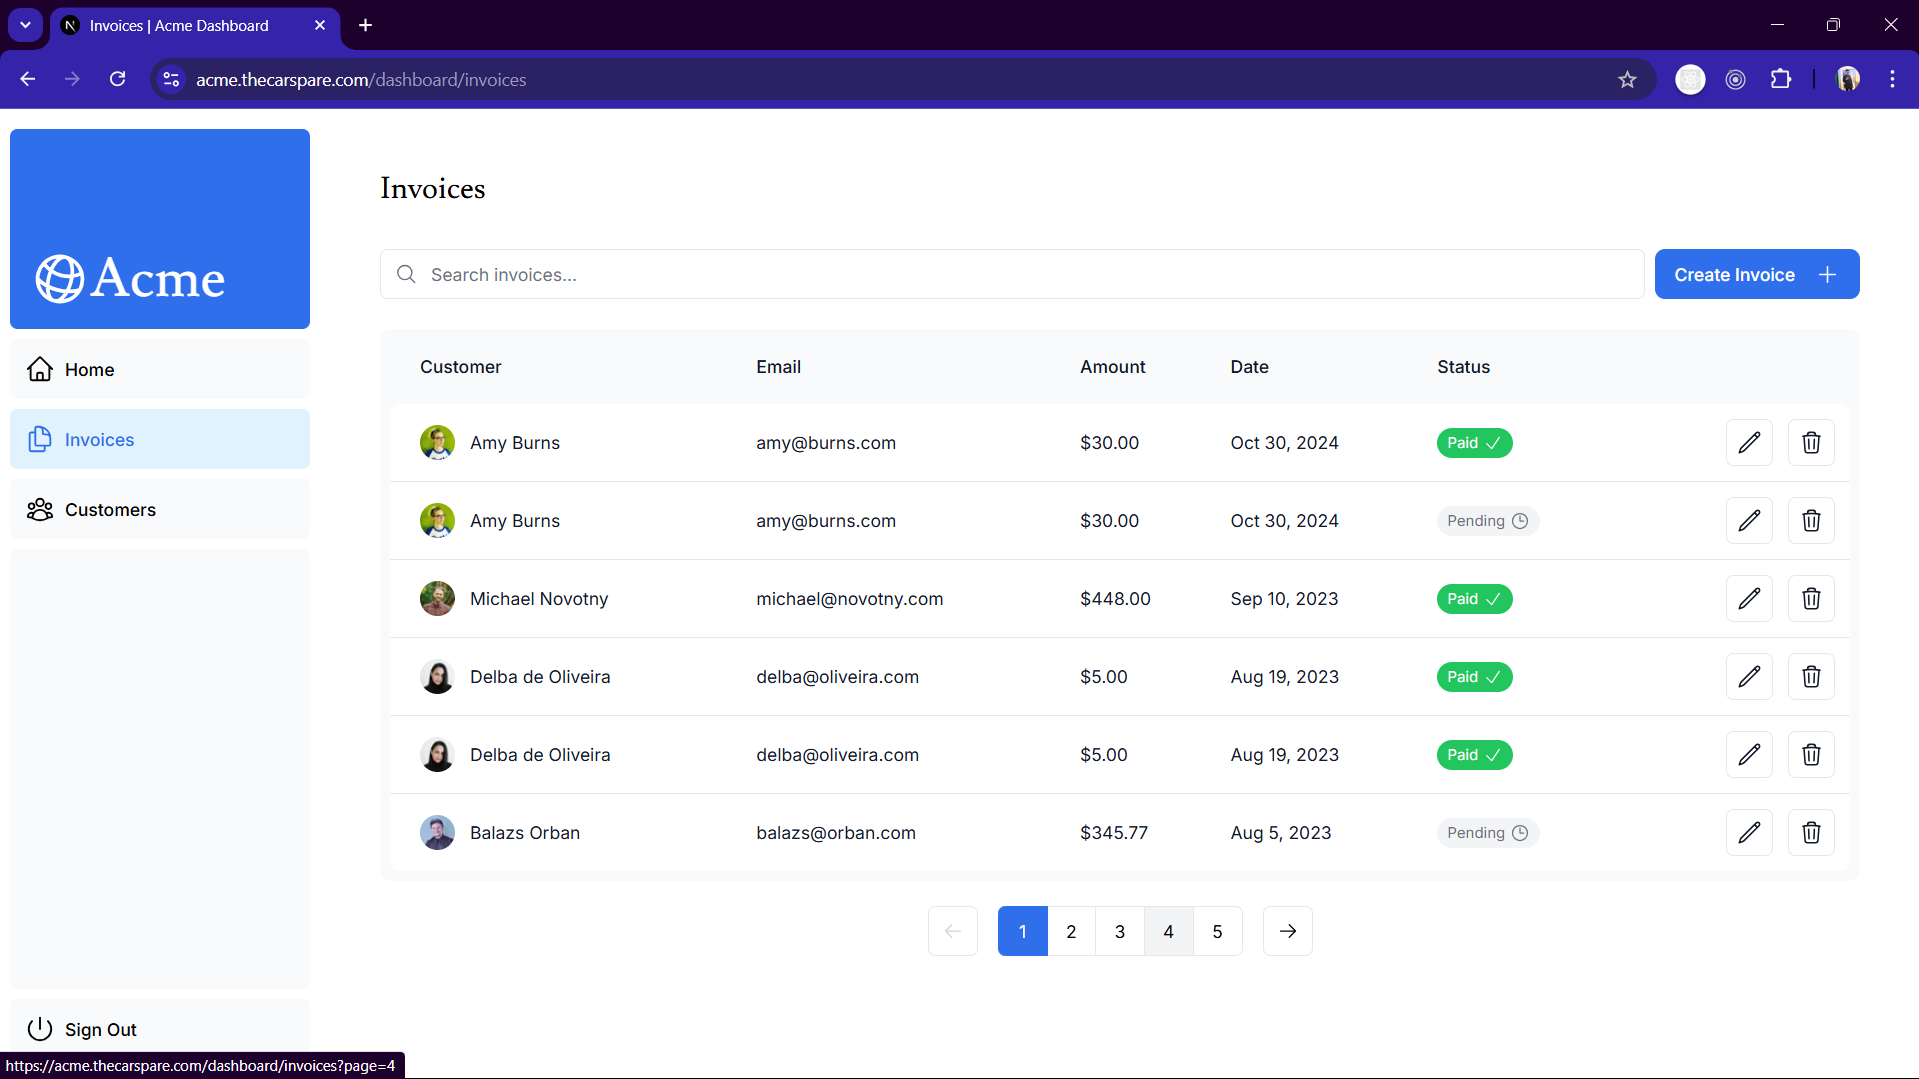 Invoices | Acme Dashboard
acme.thecarspare.com/dashboard/invoices
Acme
Home
Invoices
Customers
Sign Out
Invoices
Search invoices...
Create Invoice
Customer Email Amount Date Status
Amy Burns amy@burns.com $30.00 Oct 30, 2024 Paid
Amy Burns amy@burns.com $30.00 Oct 30, 2024 Pending
Michael Novotny michael@novotny.com $448.00 Sep 10, 2023 Paid
Delba de Oliveira delba@oliveira.com $5.00 Aug 19, 2023 Paid
Delba de Oliveira delba@oliveira.com $5.00 Aug 19, 2023 Paid
Balazs Orban balazs@orban.com $345.77 Aug 5, 2023 Pending
1 2 3 4 5
https://acme.thecarspare.com/dashboard/invoices?page=4